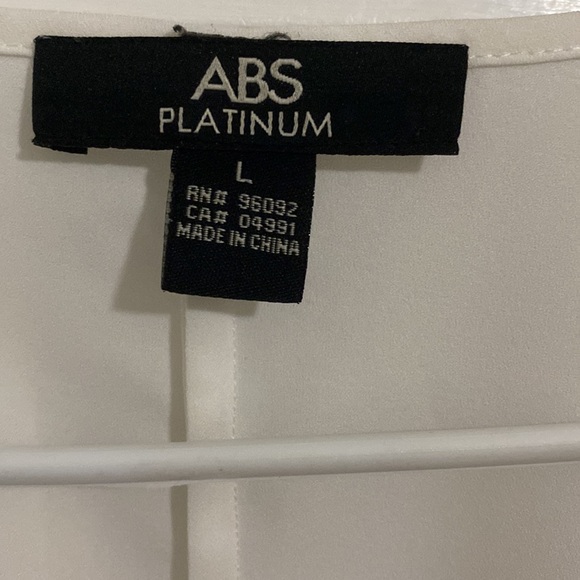 ABS
PLATINUM
L
RN# 96092
CA# 04991
MADE IN CHINA